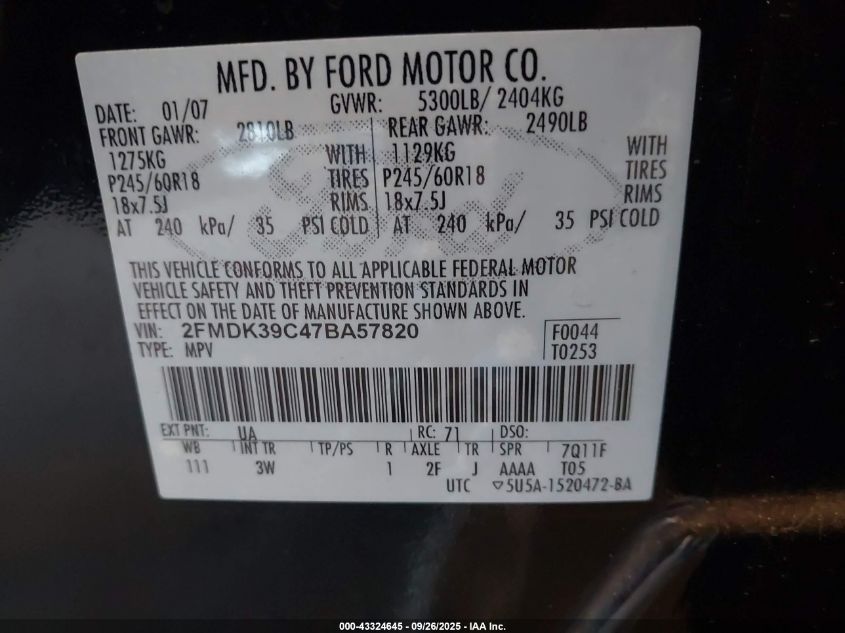 MFD. BY FORD MOTOR CO.
DATE: 01/07 GVWR: 5300LB/ 2404KG
FRONT GAWR: 2810LB REAR GAWR: 2490LB
1275KG WITH 1129KG WITH
P245/60R18 TIRES P245/60R18 TIRES
18x7.5J RIMS 18x7.5J RIMS
AT 240 kPa/ 35 PSI COLD AT 240 kPa/ 35 PSI COLD
THIS VEHICLE CONFORMS TO ALL APPLICABLE FEDERAL MOTOR
VEHICLE SAFETY AND THEFT PREVENTION STANDARDS IN
EFFECT ON THE DATE OF MANUFACTURE SHOWN ABOVE.
VIN: 2FMDK39C47BA57820 F0044
TYPE: MPV T0253
EXT PNT: UA RC: 71 DSO:
WB INT TR TP/PS R AXLE TR SPR 7Q11F
111 3W 1 2F J AAAA T05
UTC ▽5U5A-1520472-BA
000-43324645 - 09/26/2025 - IAA Inc.